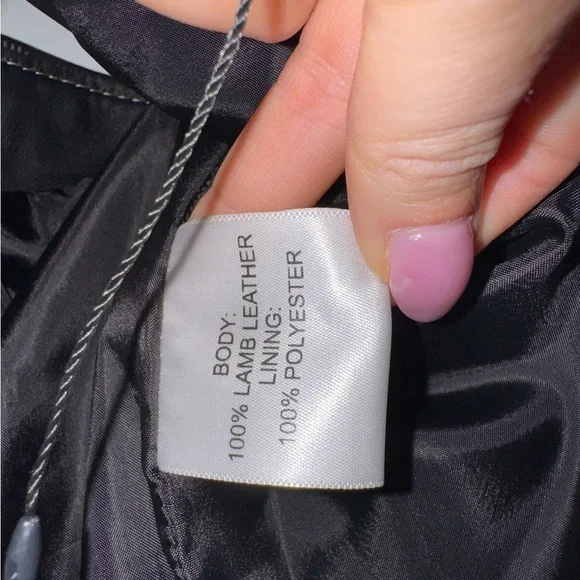 BODY:
100% LAMB LEATHER
LINING:
100% POLYESTER